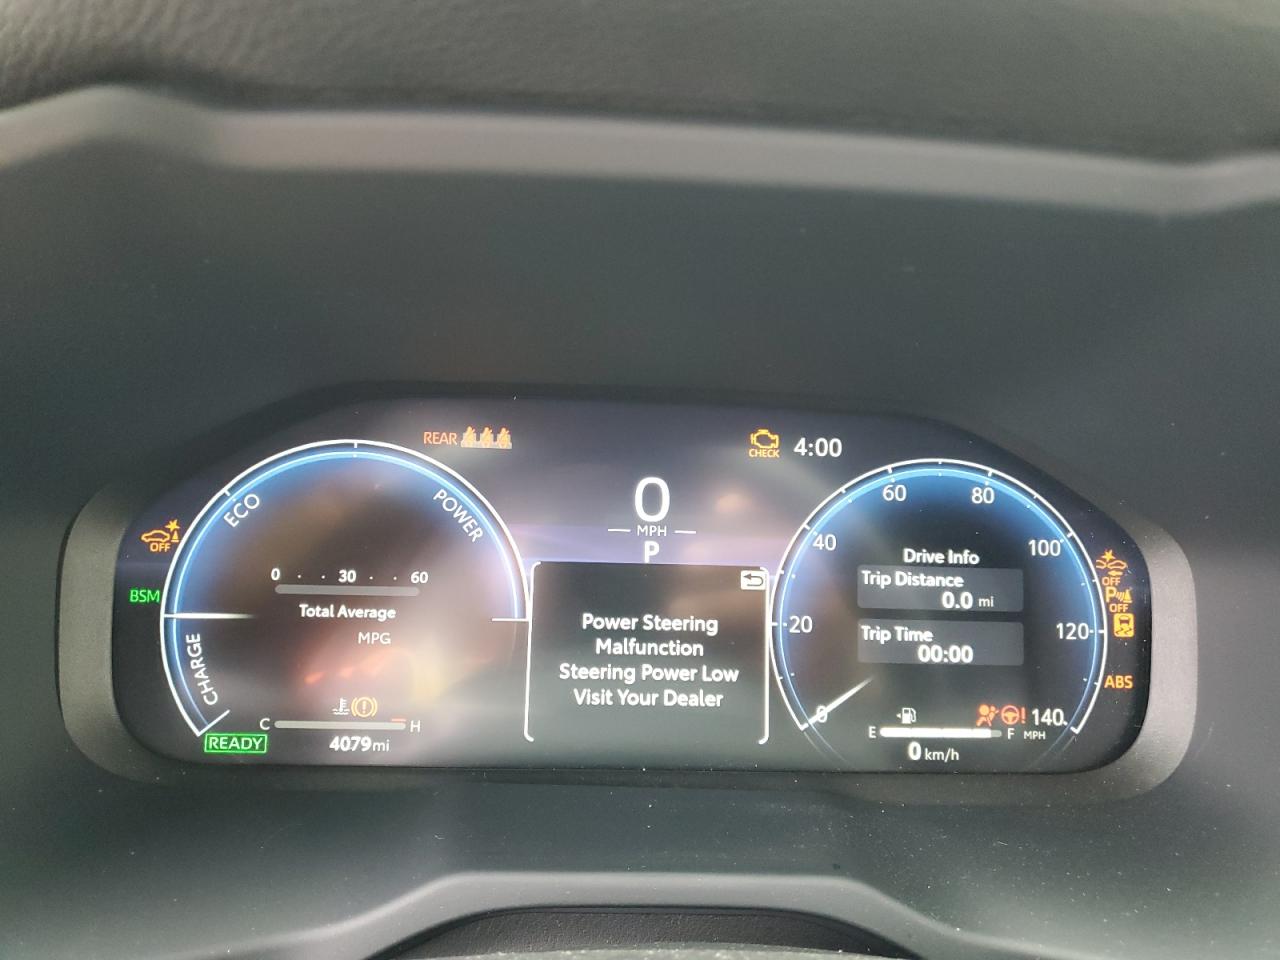 REAR
CHECK
4:00
ECO
POWER
CHARGE
OFF
BSM
0 30 60
Total Average
MPG
C H
READY
4079 mi
0
MPH
P
Power Steering
Malfunction
Steering Power Low
Visit Your Dealer
0 20 40 60 80 100 120 140
MPH
Drive Info
Trip Distance
0.0 mi
Trip Time
00:00
E F
0 km/h
OFF
P
OFF
ABS